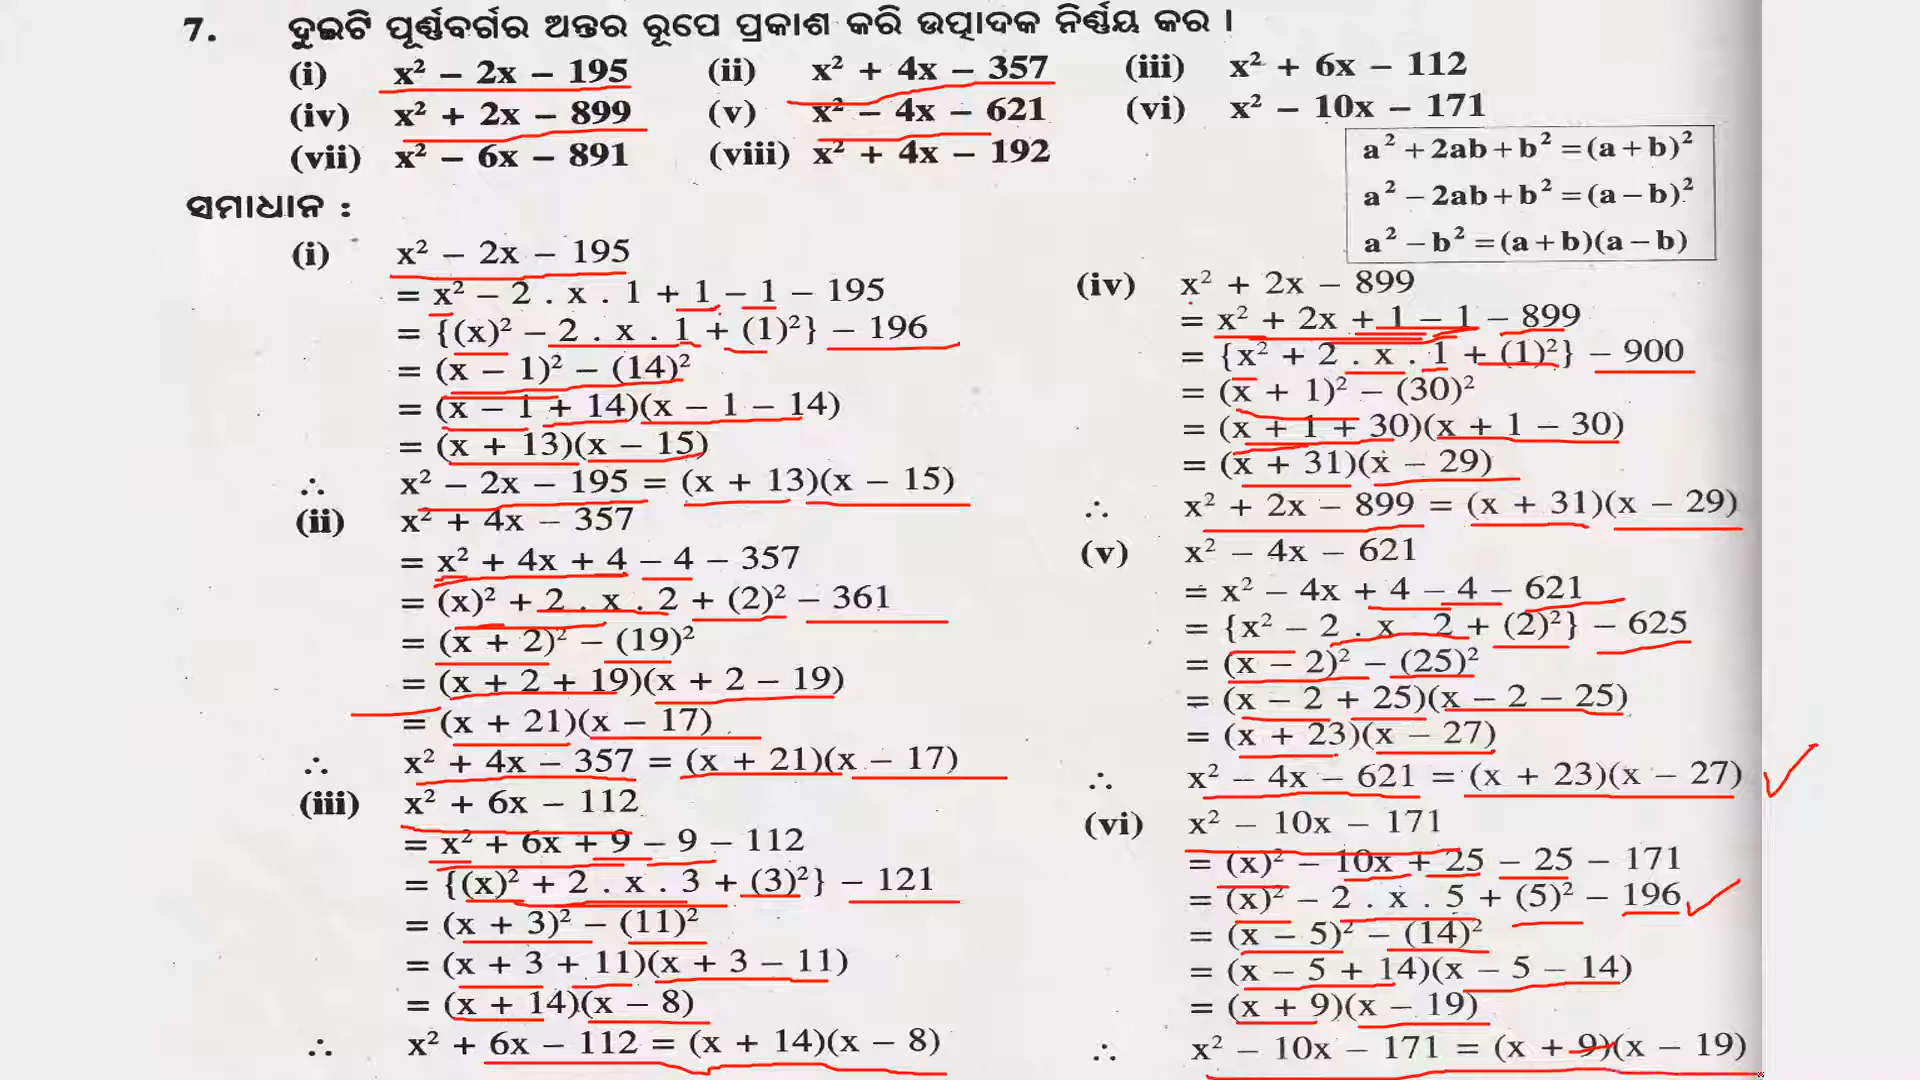 7. ଦୁଇଟି ପୂର୍ଣ୍ଣବର୍ଗର ଅନ୍ତର ରୂପେ ପ୍ରକାଶ କରି ଉତ୍ପାଦକ ନିର୍ଣ୍ଣୟ କର ।
(i) x² – 2x – 195 (ii) x² + 4x – 357 (iii) x² + 6x – 112
(iv) x² + 2x – 899 (v) x² – 4x – 621 (vi) x² – 10x – 171
(vii) x² – 6x – 891 (viii) x² + 4x – 192
a² + 2ab + b² = (a + b)²
a² – 2ab + b² = (a – b)²
a² – b² = (a + b)(a – b)
ସମାଧାନ :
(i) x² – 2x – 195
= x² – 2 . x . 1 + 1 – 1 – 195
= {(x)² – 2 . x . 1 + (1)²} – 196
= (x – 1)² – (14)²
= (x – 1 + 14)(x – 1 – 14)
= (x + 13)(x – 15)
∴ x² – 2x – 195 = (x + 13)(x – 15)
(ii) x² + 4x – 357
= x² + 4x + 4 – 4 – 357
= (x)² + 2 . x . 2 + (2)² – 361
= (x + 2)² – (19)²
= (x + 2 + 19)(x + 2 – 19)
= (x + 21)(x – 17)
∴ x² + 4x – 357 = (x + 21)(x – 17)
(iii) x² + 6x – 112
= x² + 6x + 9 – 9 – 112
= {(x)² + 2 . x . 3 + (3)²} – 121
= (x + 3)² – (11)²
= (x + 3 + 11)(x + 3 – 11)
= (x + 14)(x – 8)
∴ x² + 6x – 112 = (x + 14)(x – 8)
(iv) x² + 2x – 899
= x² + 2x + 1 – 1 – 899
= {x² + 2 . x . 1 + (1)²} – 900
= (x + 1)² – (30)²
= (x + 1 + 30)(x + 1 – 30)
= (x + 31)(x – 29)
∴ x² + 2x – 899 = (x + 31)(x – 29)
(v) x² – 4x – 621
= x² – 4x + 4 – 4 – 621
= {x² – 2 . x . 2 + (2)²} – 625
= (x – 2)² – (25)²
= (x – 2 + 25)(x – 2 – 25)
= (x + 23)(x – 27)
∴ x² – 4x – 621 = (x + 23)(x – 27)
(vi) x² – 10x – 171
= (x)² – 10x + 25 – 25 – 171
= (x)² – 2 . x . 5 + (5)² – 196
= (x – 5)² – (14)²
= (x – 5 + 14)(x – 5 – 14)
= (x + 9)(x – 19)
∴ x² – 10x – 171 = (x + 9)(x – 19)